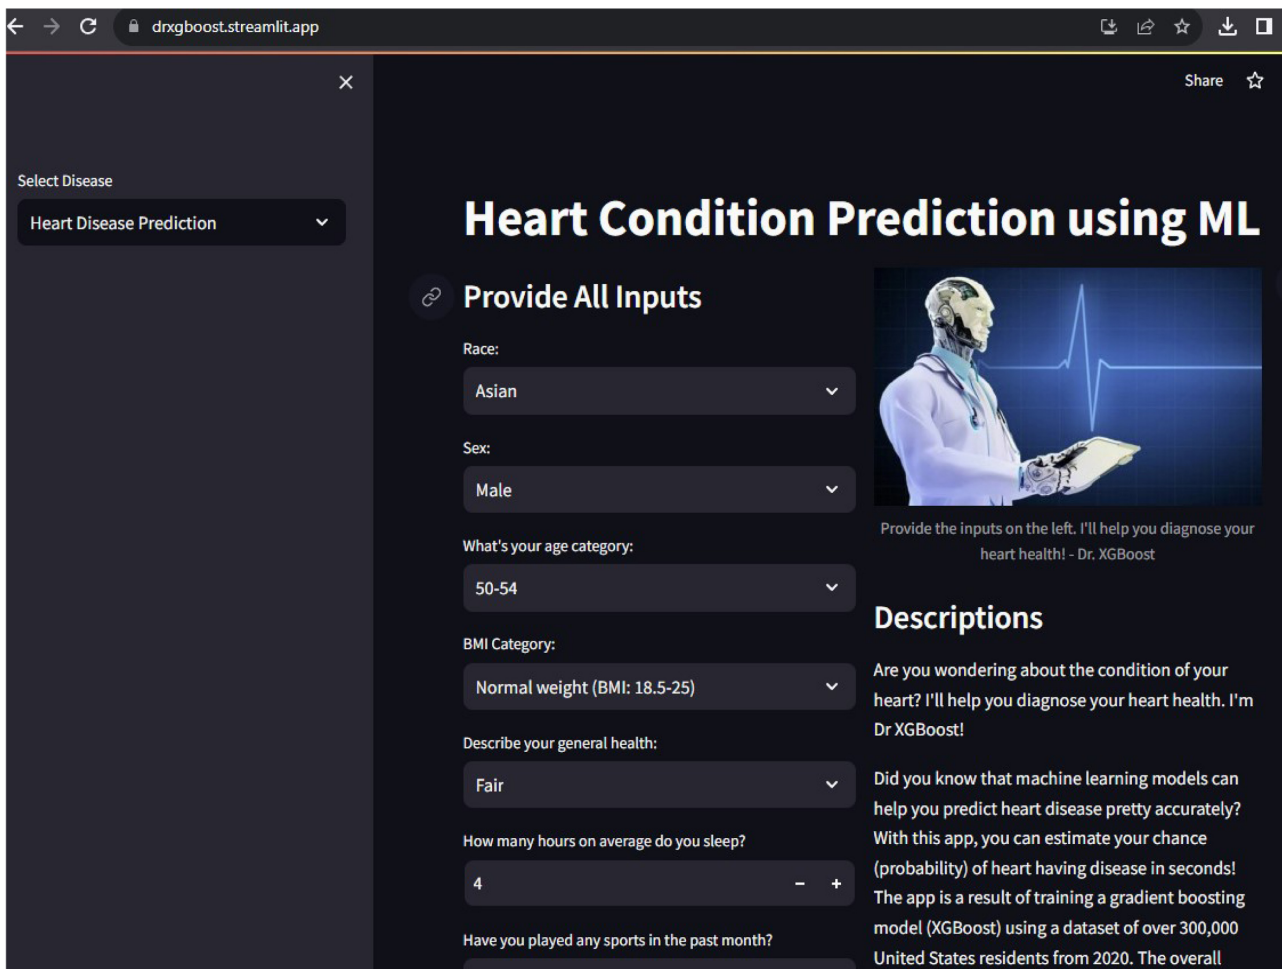 drxgboost.streamlit.app
Share
Select Disease
Heart Disease Prediction
Heart Condition Prediction using ML
Provide All Inputs
Race:
Asian
Sex:
Male
What's your age category:
50-54
BMI Category:
Normal weight (BMI: 18.5-25)
Describe your general health:
Fair
How many hours on average do you sleep?
4
- +
Have you played any sports in the past month?
Provide the inputs on the left. I'll help you diagnose your
heart health! - Dr. XGBoost
Descriptions
Are you wondering about the condition of your
heart? I'll help you diagnose your heart health. I'm
Dr XGBoost!
Did you know that machine learning models can
help you predict heart disease pretty accurately?
With this app, you can estimate your chance
(probability) of heart having disease in seconds!
The app is a result of training a gradient boosting
model (XGBoost) using a dataset of over 300,000
United States residents from 2020. The overall